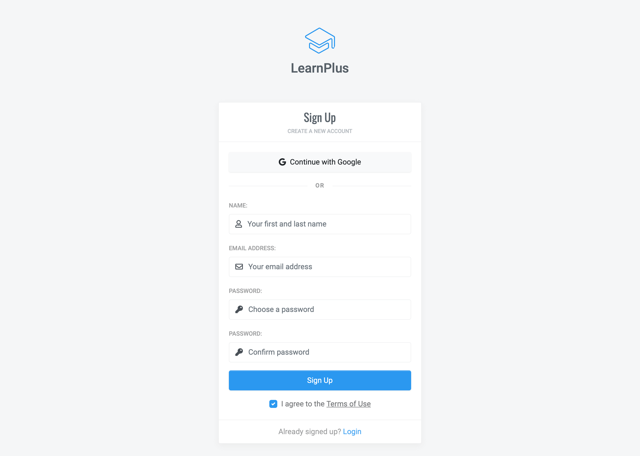 LearnPlus
Sign Up
CREATE A NEW ACCOUNT
Continue with Google
OR
NAME:
Your first and last name
EMAIL ADDRESS:
Your email address
PASSWORD:
Choose a password
PASSWORD:
Confirm password
Sign Up
I agree to the Terms of Use
Already signed up? Login